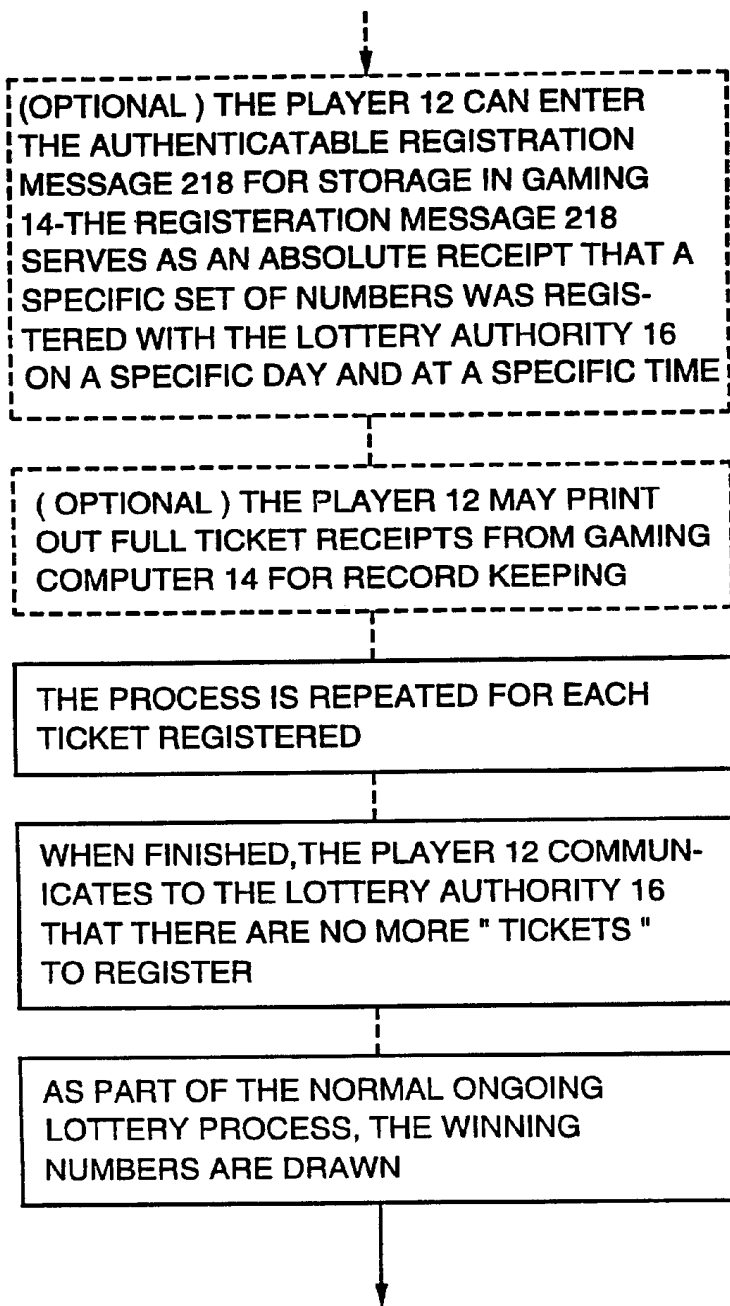 (OPTIONAL ) THE PLAYER 12 CAN ENTER
THE AUTHENTICATABLE REGISTRATION
MESSAGE 218 FOR STORAGE IN GAMING
14-THE REGISTERATION MESSAGE 218
SERVES AS AN ABSOLUTE RECEIPT THAT A
SPECIFIC SET OF NUMBERS WAS REGIS-
TERED WITH THE LOTTERY AUTHORITY 16
ON A SPECIFIC DAY AND AT A SPECIFIC TIME
( OPTIONAL ) THE PLAYER 12 MAY PRINT
OUT FULL TICKET RECEIPTS FROM GAMING
COMPUTER 14 FOR RECORD KEEPING
THE PROCESS IS REPEATED FOR EACH
TICKET REGISTERED
WHEN FINISHED,THE PLAYER 12 COMMUN-
ICATES TO THE LOTTERY AUTHORITY 16
THAT THERE ARE NO MORE " TICKETS "
TO REGISTER
AS PART OF THE NORMAL ONGOING
LOTTERY PROCESS, THE WINNING
NUMBERS ARE DRAWN